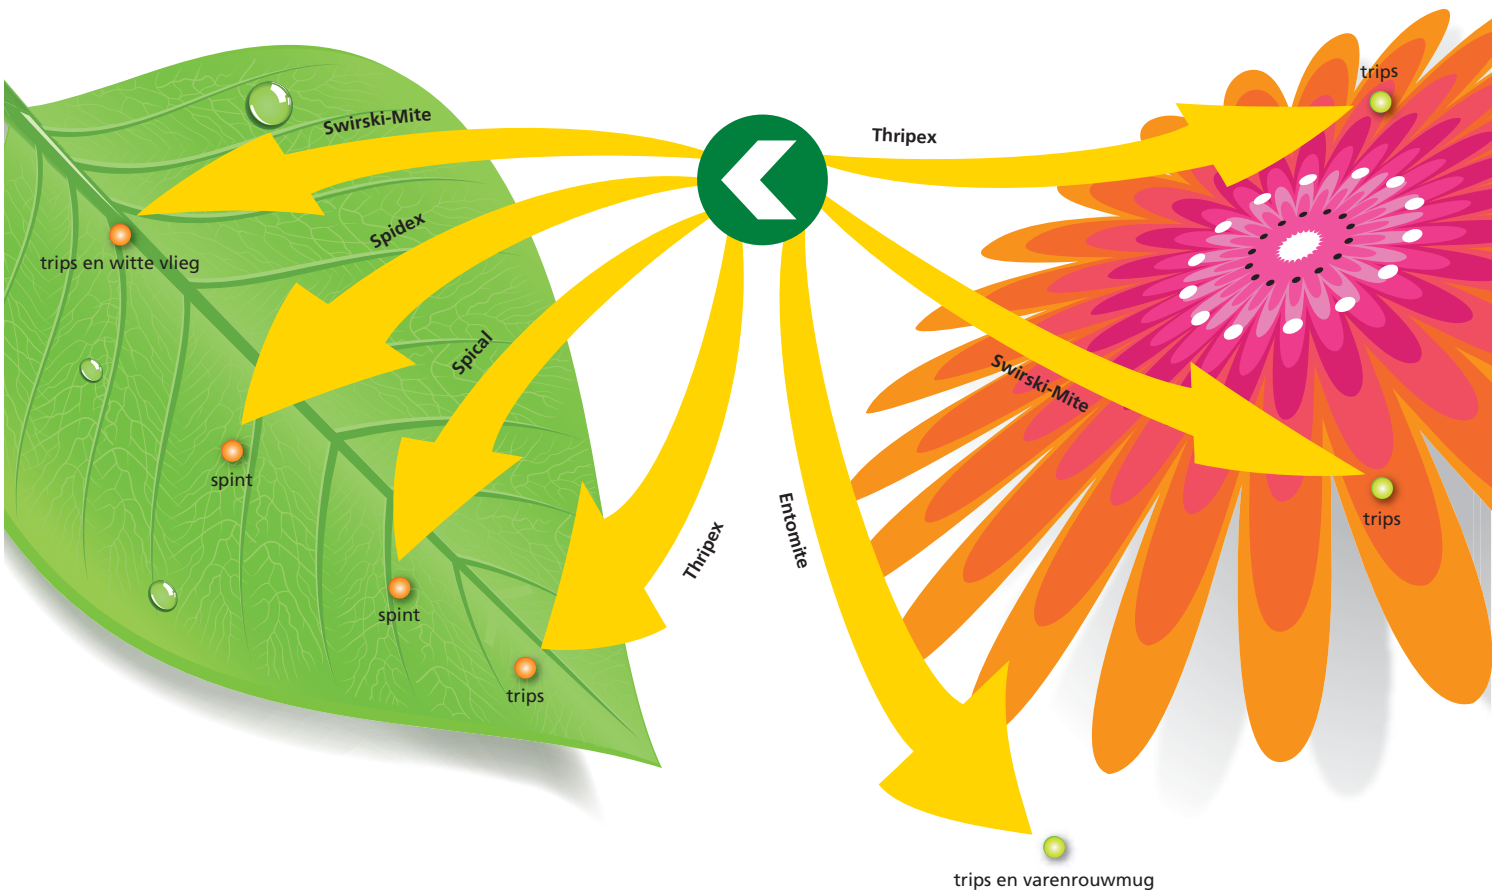 Swirski-Mite
trips en witte vlieg
Spidex
spint
Spical
spint
Thripex
trips
Entomite
trips en varenrouwmug
Thripex
trips
Swirski-Mite
trips